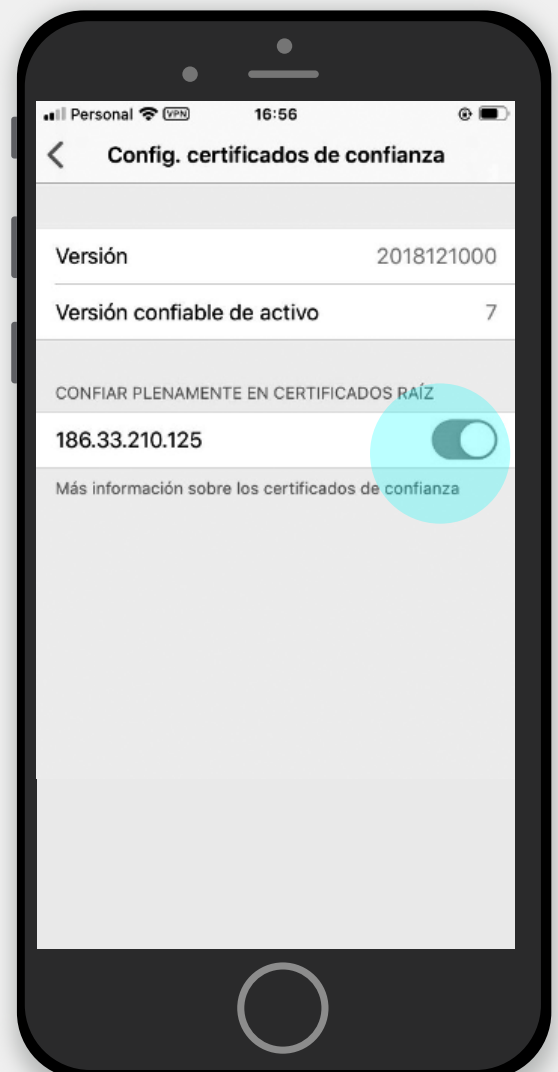 Personal VPN 16:56
Config. certificados de confianza
Versión 2018121000
Versión confiable de activo 7
CONFIAR PLENAMENTE EN CERTIFICADOS RAÍZ
186.33.210.125
Más información sobre los certificados de confianza